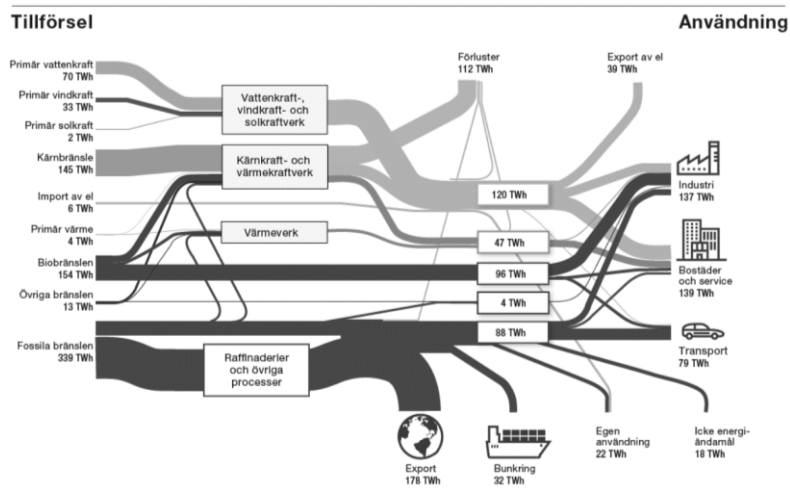 Tillförsel
Användning
Primär vattenkraft
70 TWh
Primär vindkraft
33 TWh
Primär solkraft
2 TWh
Kärnbränsle
145 TWh
Import av el
6 TWh
Primär värme
4 TWh
Biobränslen
154 TWh
Övriga bränslen
13 TWh
Fossila bränslen
339 TWh
Vattenkraft-,
vindkraft- och
solkraftverk
Kärnkraft- och
värmekraftverk
Värmeverk
Raffinaderier
och övriga
processer
Förluster
112 TWh
Export av el
39 TWh
120 TWh
47 TWh
96 TWh
4 TWh
88 TWh
Industri
137 TWh
Bostäder
och service
139 TWh
Transport
79 TWh
Export
178 TWh
Bunkring
32 TWh
Egen
användning
22 TWh
Icke energi-
ändamål
18 TWh